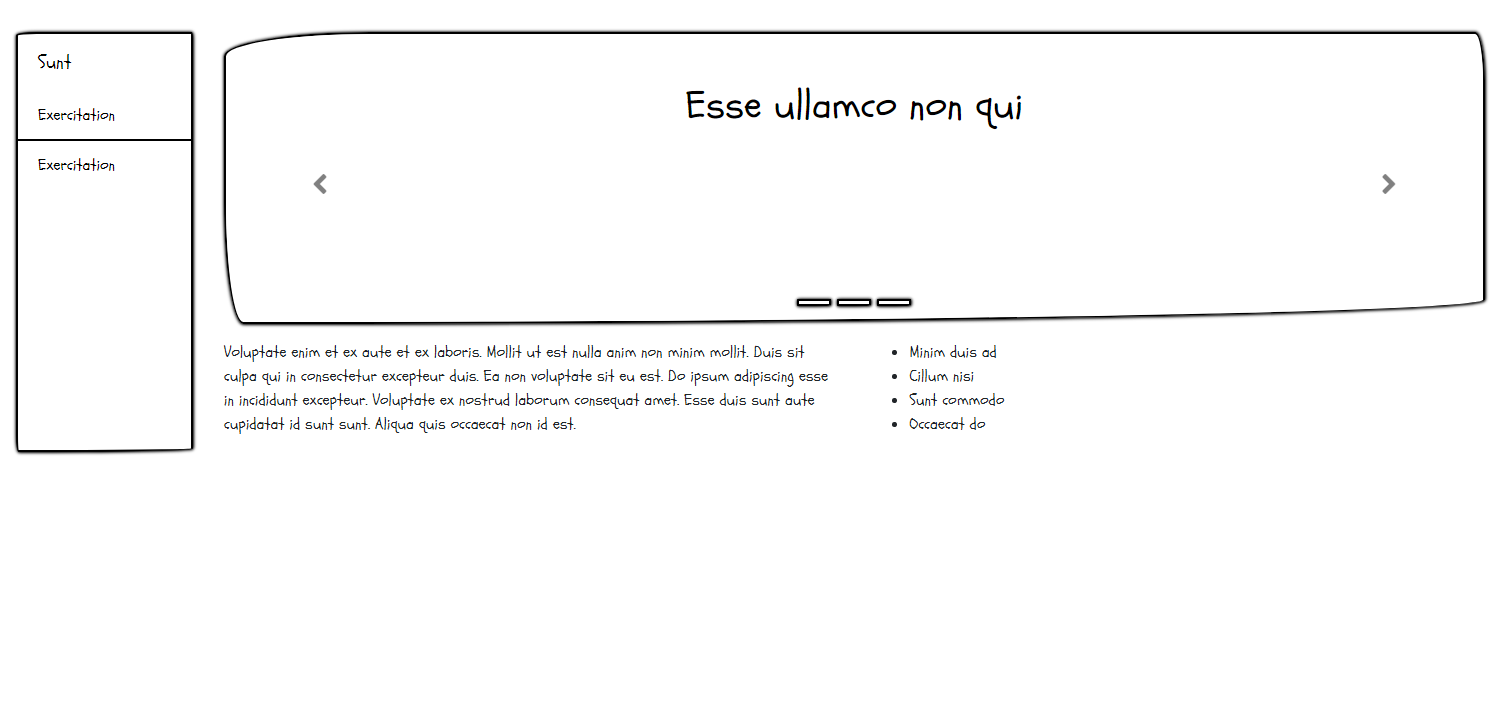 Sunt
Exercitation
Exercitation
Esse ullamco non qui
Voluptate enim et ex aute et ex laboris. Mollit ut est nulla anim non minim mollit. Duis sit
culpa qui in consectetur excepteur duis. Ea non voluptate sit eu est. Do ipsum adipiscing esse
in incididunt excepteur. Voluptate ex nostrud laborum consequat amet. Esse duis sunt aute
cupidatat id sunt sunt. Aliqua quis occaecat non id est.
Minim duis ad
Cillum nisi
Sunt commodo
Occaecat do